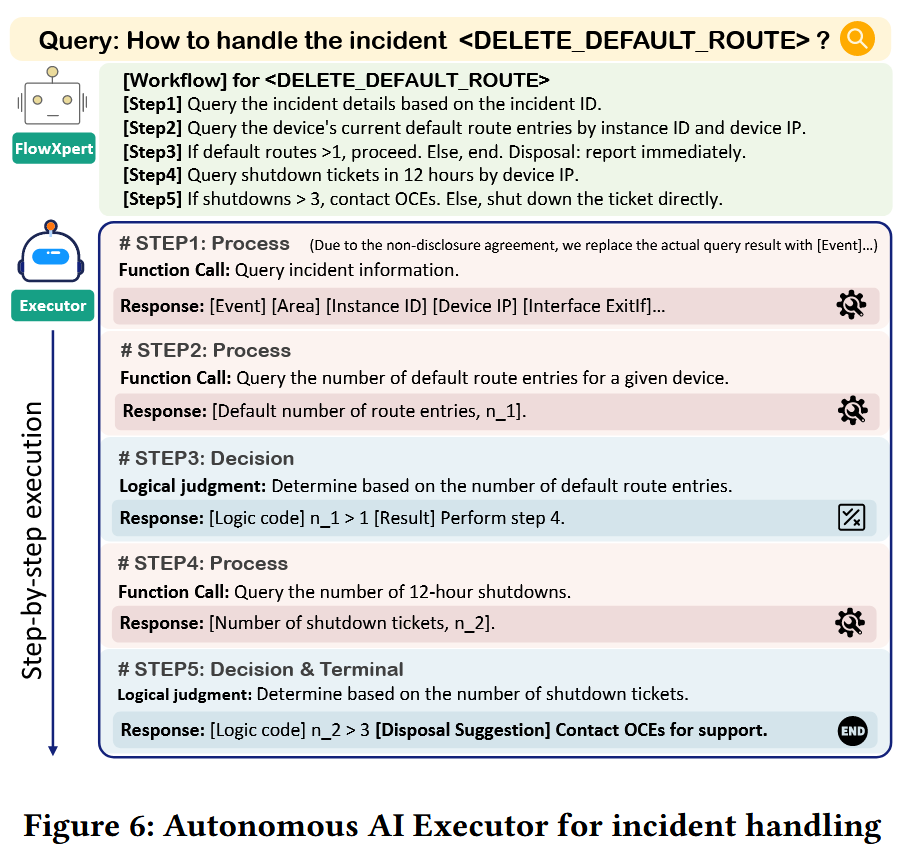 Query: How to handle the incident <DELETE_DEFAULT_ROUTE> ?
FlowXpert
[Workflow] for <DELETE_DEFAULT_ROUTE>
[Step1] Query the incident details based on the incident ID.
[Step2] Query the device's current default route entries by instance ID and device IP.
[Step3] If default routes >1, proceed. Else, end. Disposal: report immediately.
[Step4] Query shutdown tickets in 12 hours by device IP.
[Step5] If shutdowns > 3, contact OCEs. Else, shut down the ticket directly.
Executor
Step-by-step execution
# STEP1: Process (Due to the non-disclosure agreement, we replace the actual query result with [Event]...)
Function Call: Query incident information.
Response: [Event] [Area] [Instance ID] [Device IP] [Interface ExitIf]...
# STEP2: Process
Function Call: Query the number of default route entries for a given device.
Response: [Default number of route entries, n_1].
# STEP3: Decision
Logical judgment: Determine based on the number of default route entries.
Response: [Logic code] n_1 > 1 [Result] Perform step 4.
# STEP4: Process
Function Call: Query the number of 12-hour shutdowns.
Response: [Number of shutdown tickets, n_2].
# STEP5: Decision & Terminal
Logical judgment: Determine based on the number of shutdown tickets.
Response: [Logic code] n_2 > 3 [Disposal Suggestion] Contact OCEs for support.
END
Figure 6: Autonomous AI Executor for incident handling